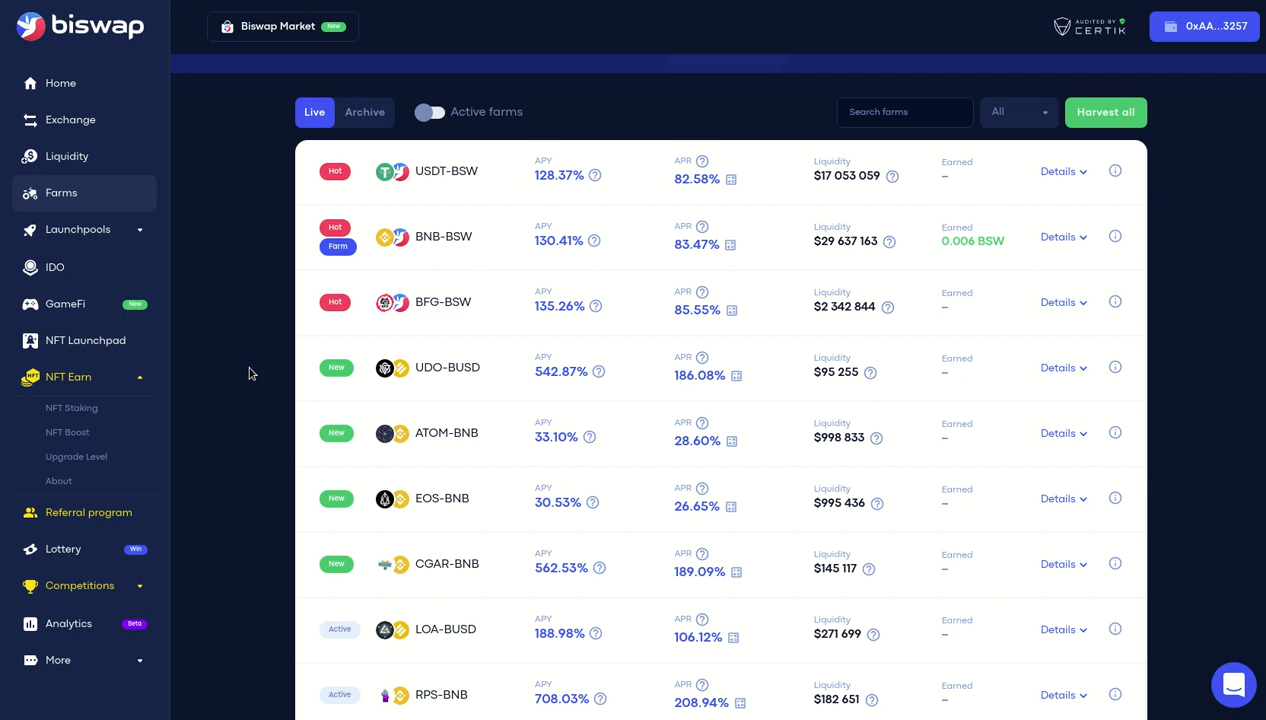 biswap
Biswap Market New
AUDITED BY
CERTIK
0xAA...3257
Home
Exchange
Liquidity
Farms
Launchpools
IDO
GameFi New
NFT Launchpad
NFT Earn
NFT Staking
NFT Boost
Upgrade Level
About
Referral program
Lottery Win
Competitions
Analytics Beta
More
Live Archive Active farms Search farms All Harvest all
Hot USDT-BSW APY 128.37% APR 82.58% Liquidity $17 053 059 Earned – Details
Hot Farm BNB-BSW APY 130.41% APR 83.47% Liquidity $29 637 163 Earned 0.006 BSW Details
Hot BFG-BSW APY 135.26% APR 85.55% Liquidity $2 342 844 Earned – Details
New UDO-BUSD APY 542.87% APR 186.08% Liquidity $95 255 Earned – Details
New ATOM-BNB APY 33.10% APR 28.60% Liquidity $998 833 Earned – Details
New EOS-BNB APY 30.53% APR 26.65% Liquidity $995 436 Earned – Details
New CGAR-BNB APY 562.53% APR 189.09% Liquidity $145 117 Earned – Details
Active LOA-BUSD APY 188.98% APR 106.12% Liquidity $271 699 Earned – Details
Active RPS-BNB APY 708.03% APR 208.94% Liquidity $182 651 Earned – Details